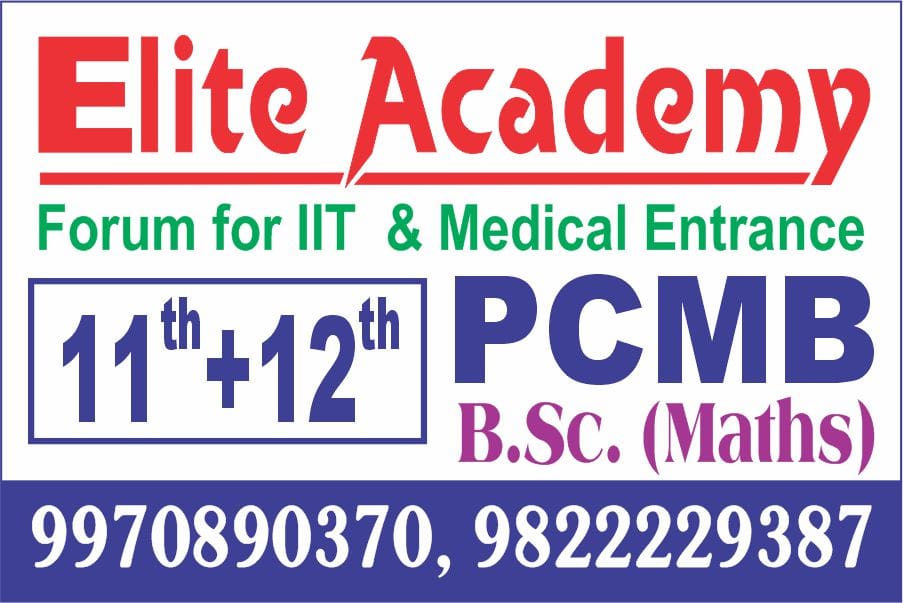 Elite Academy
Forum for IIT & Medical Entrance
11th+12th
PCMB
B.Sc. (Maths)
9970890370, 9822229387